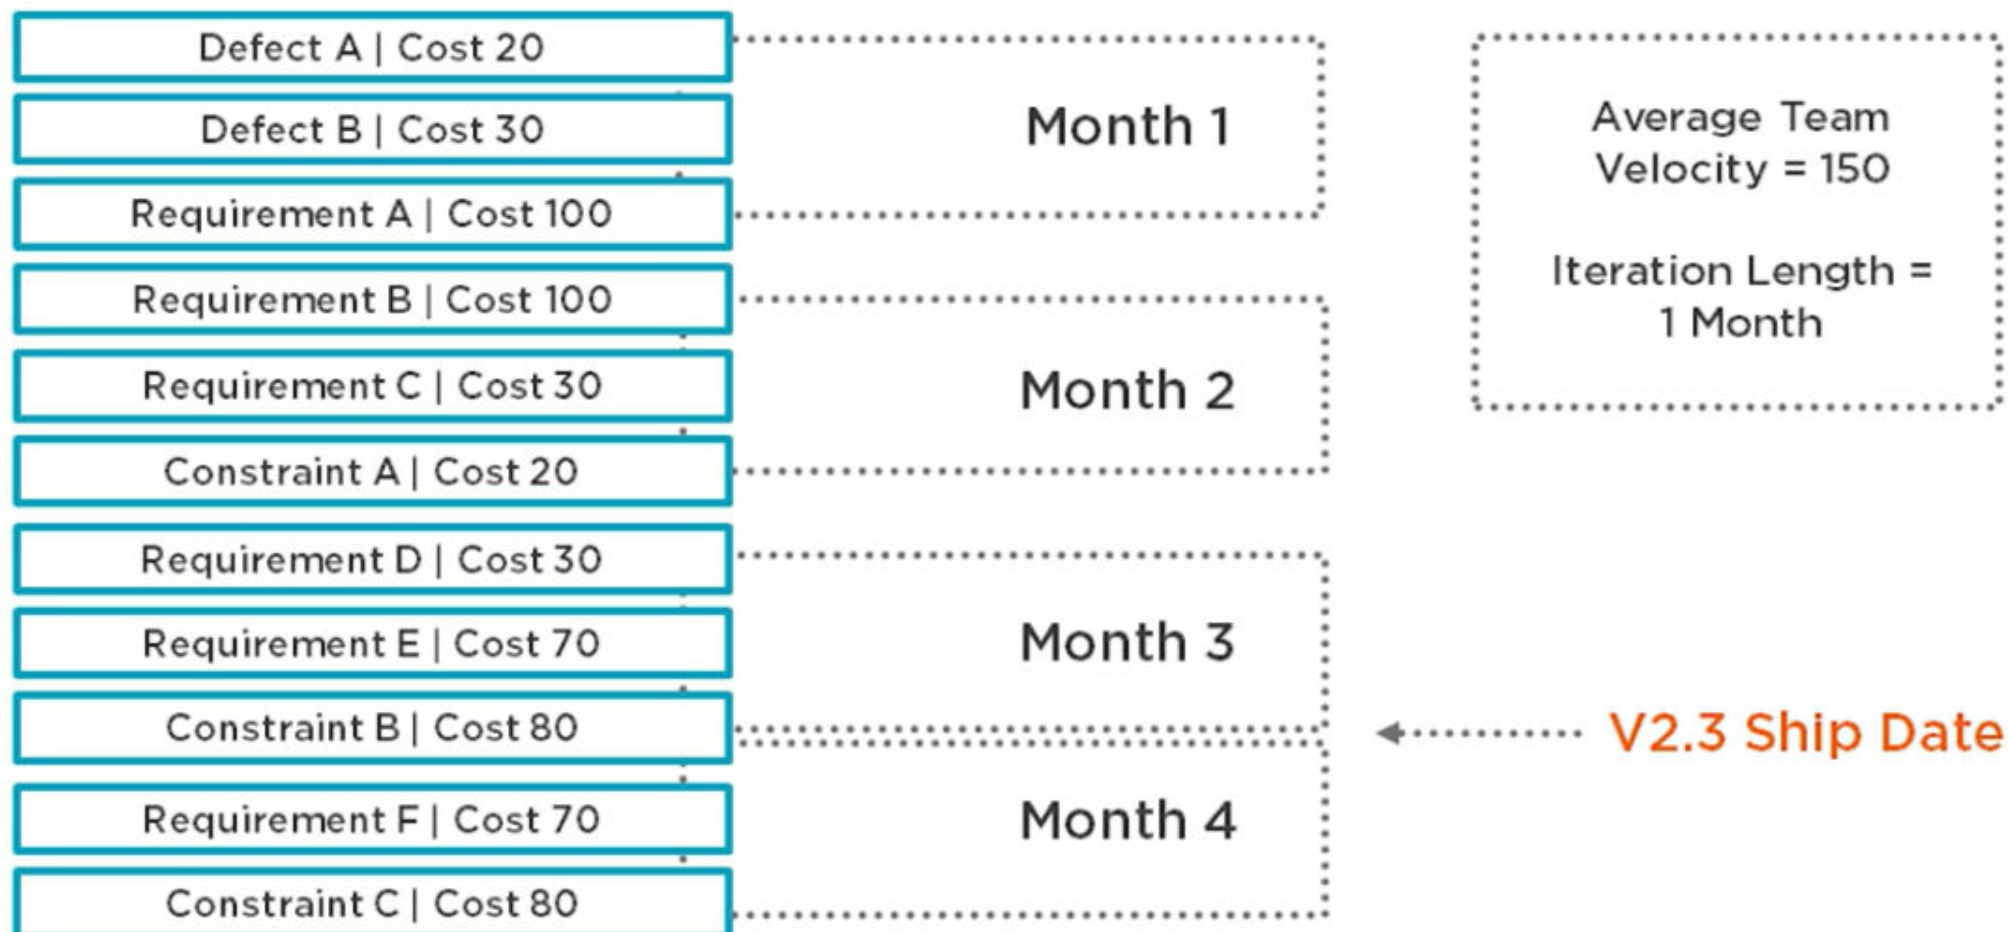 Defect A | Cost 20
Defect B | Cost 30
Requirement A | Cost 100
Requirement B | Cost 100
Requirement C | Cost 30
Constraint A | Cost 20
Requirement D | Cost 30
Requirement E | Cost 70
Constraint B | Cost 80
Requirement F | Cost 70
Constraint C | Cost 80
Month 1
Month 2
Month 3
Month 4
Average Team
Velocity = 150
Iteration Length =
1 Month
V2.3 Ship Date